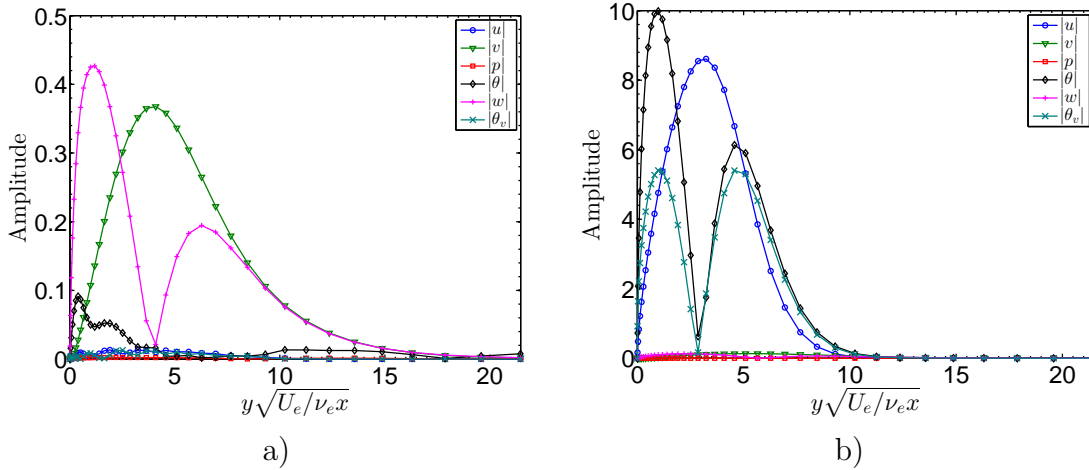 0.5
0.4
0.3
0.2
0.1
0
0 5 10 15 20
Amplitude
y√U_e/ν_e x
|u|
|v|
|p|
|θ|
|w|
|θ_v|
a)
10
8
6
4
2
0
0 5 10 15 20
Amplitude
y√U_e/ν_e x
|u|
|v|
|p|
|θ|
|w|
|θ_v|
b)